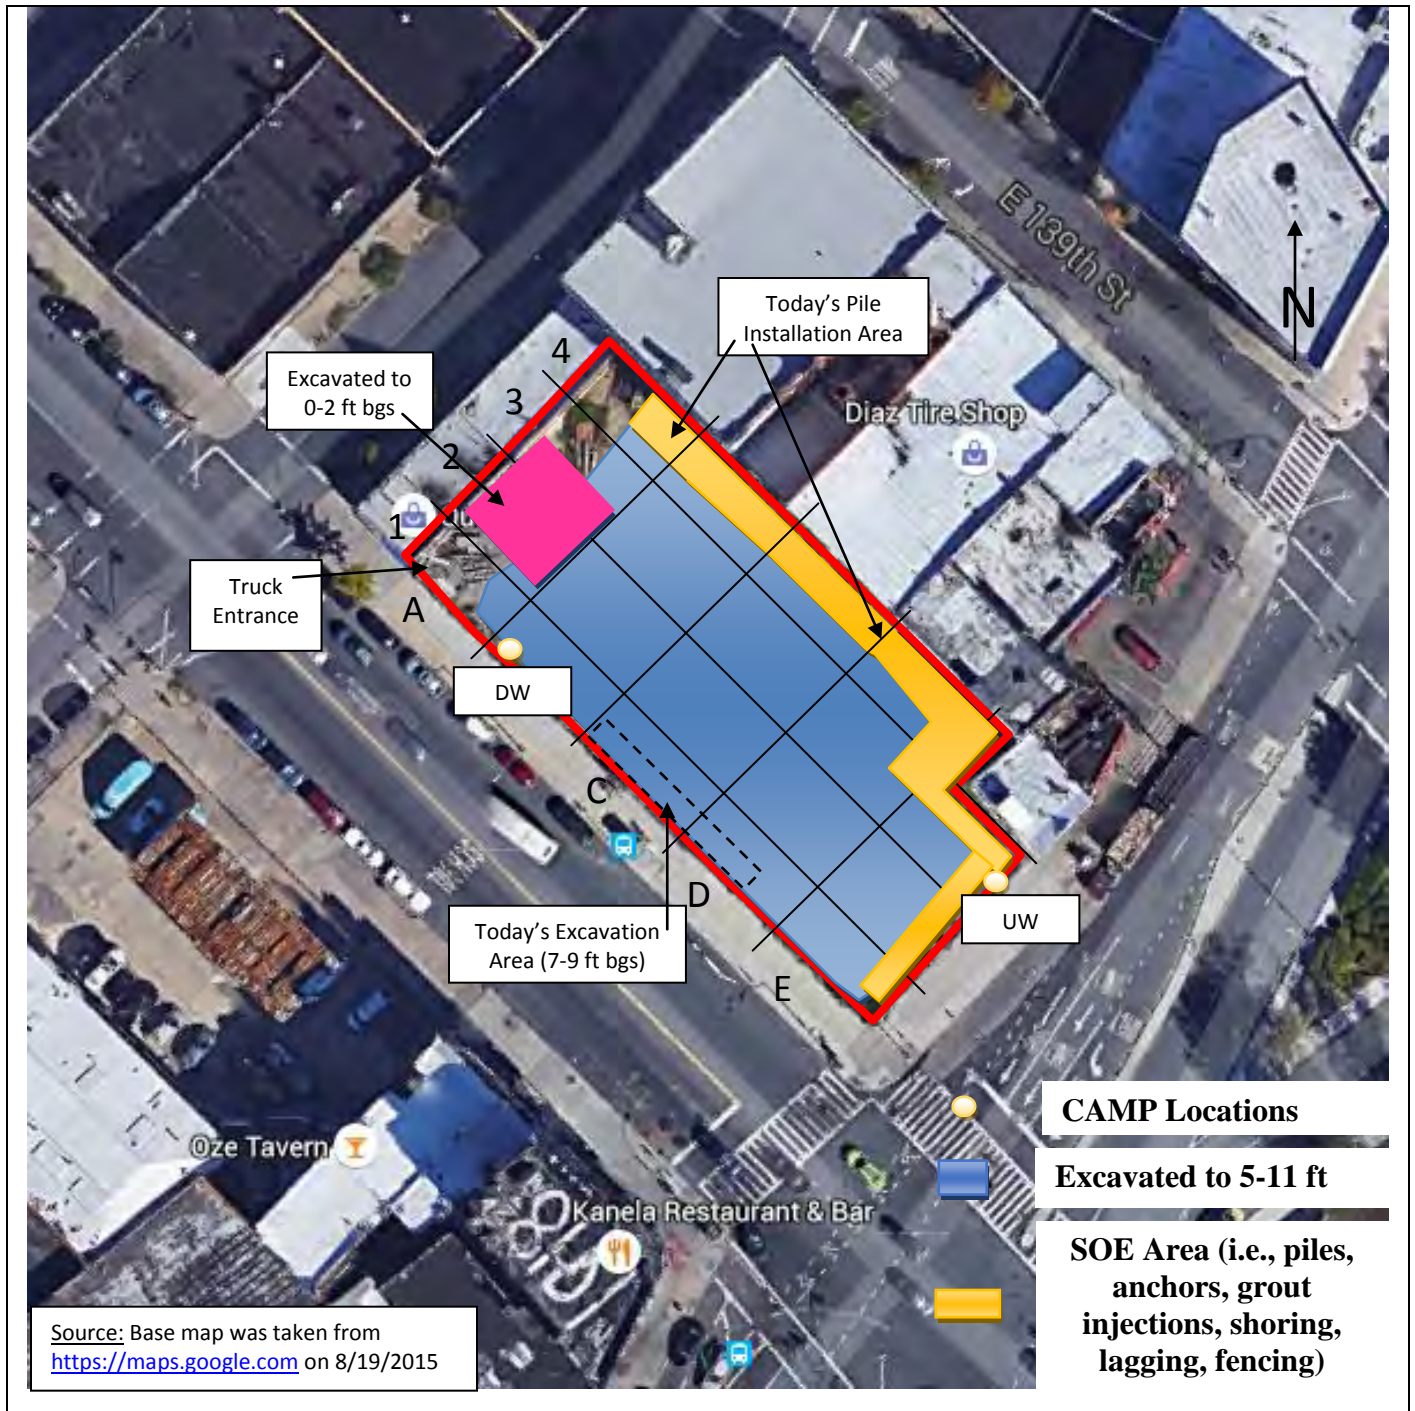 E 139th St
N
Today's Pile
Installation Area
4
Excavated to
0-2 ft bgs
3
Diaz Tire Shop
2
1
Truck
Entrance
A
DW
C
D
Today's Excavation
Area (7-9 ft bgs)
UW
E
CAMP Locations
Oze Tavern
Excavated to 5-11 ft
Kanela Restaurant & Bar
SOE Area (i.e., piles,
anchors, grout
injections, shoring,
lagging, fencing)
Source: Base map was taken from
https://maps.google.com on 8/19/2015